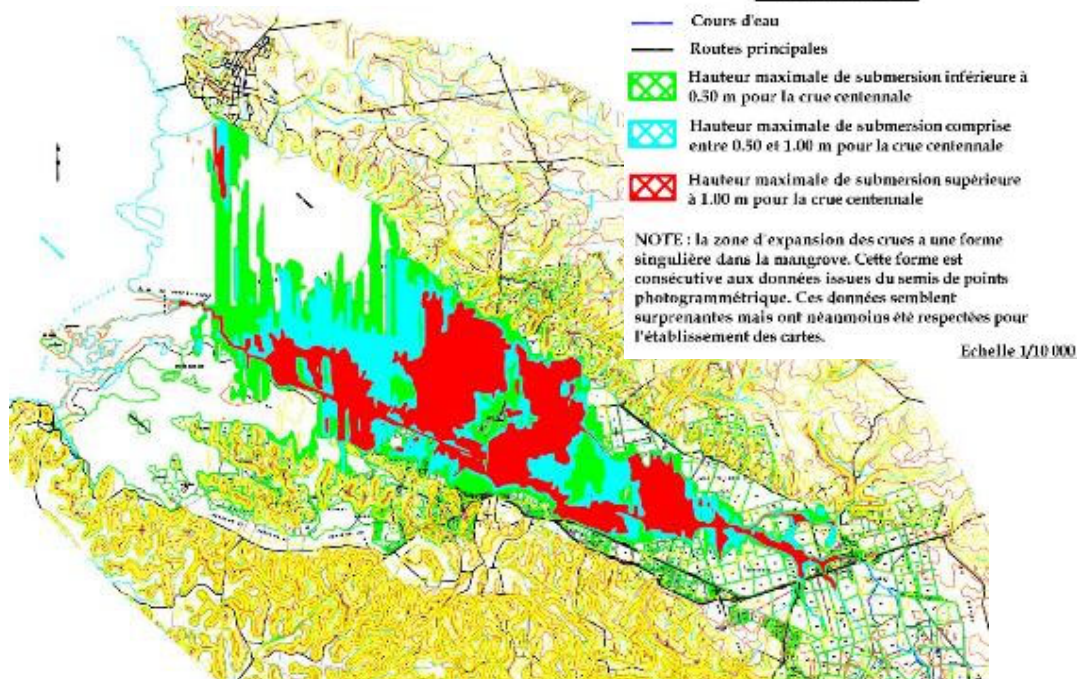 Cours d'eau
Routes principales
Hauteur maximale de submersion inférieure à
0.50 m pour la crue centennale
Hauteur maximale de submersion comprise
entre 0.50 et 1.00 m pour la crue centennale
Hauteur maximale de submersion supérieure
à 1.00 m pour la crue centennale
NOTE : la zone d'expansion des crues a une forme
singulière dans la mangrove. Cette forme est
consécutive aux données issues du semis de points
photogrammétrique. Ces données semblent
surprenantes mais ont néanmoins été respectées pour
l'établissement des cartes.
Echelle 1/10 000